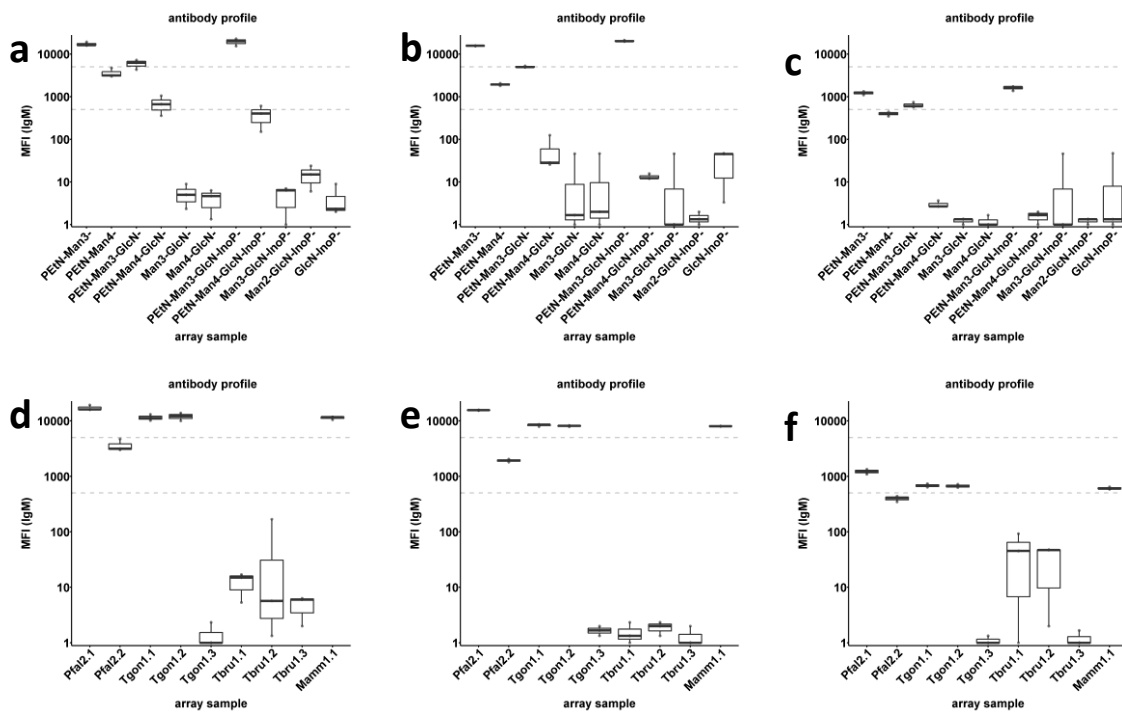 a
antibody profile
MFI (IgM)
10000
1000
100
10
1
PEtN-Man3-
PEtN-Man4-
PEtN-Man3-GlcN-
PEtN-Man4-GlcN-
Man3-GlcN-
Man4-GlcN-
PEtN-Man3-GlcN-InoP-
PEtN-Man4-GlcN-InoP-
Man3-GlcN-InoP-
Man2-GlcN-InoP-
GlcN-InoP-
array sample
b
antibody profile
MFI (IgM)
10000
1000
100
10
1
PEtN-Man3-
PEtN-Man4-
PEtN-Man3-GlcN-
PEtN-Man4-GlcN-
Man3-GlcN-
Man4-GlcN-
PEtN-Man3-GlcN-InoP-
PEtN-Man4-GlcN-InoP-
Man3-GlcN-InoP-
Man2-GlcN-InoP-
GlcN-InoP-
array sample
c
antibody profile
MFI (IgM)
10000
1000
100
10
1
PEtN-Man3-
PEtN-Man4-
PEtN-Man3-GlcN-
PEtN-Man4-GlcN-
Man3-GlcN-
Man4-GlcN-
PEtN-Man3-GlcN-InoP-
PEtN-Man4-GlcN-InoP-
Man3-GlcN-InoP-
Man2-GlcN-InoP-
GlcN-InoP-
array sample
d
antibody profile
MFI (IgM)
10000
1000
100
10
1
Pfal2.1
Pfal2.2
Tgon1.1
Tgon1.2
Tgon1.3
Tbru1.1
Tbru1.2
Tbru1.3
Mamm1.1
array sample
e
antibody profile
MFI (IgM)
10000
1000
100
10
1
Pfal2.1
Pfal2.2
Tgon1.1
Tgon1.2
Tgon1.3
Tbru1.1
Tbru1.2
Tbru1.3
Mamm1.1
array sample
f
antibody profile
MFI (IgM)
10000
1000
100
10
1
Pfal2.1
Pfal2.2
Tgon1.1
Tgon1.2
Tgon1.3
Tbru1.1
Tbru1.2
Tbru1.3
Mamm1.1
array sample